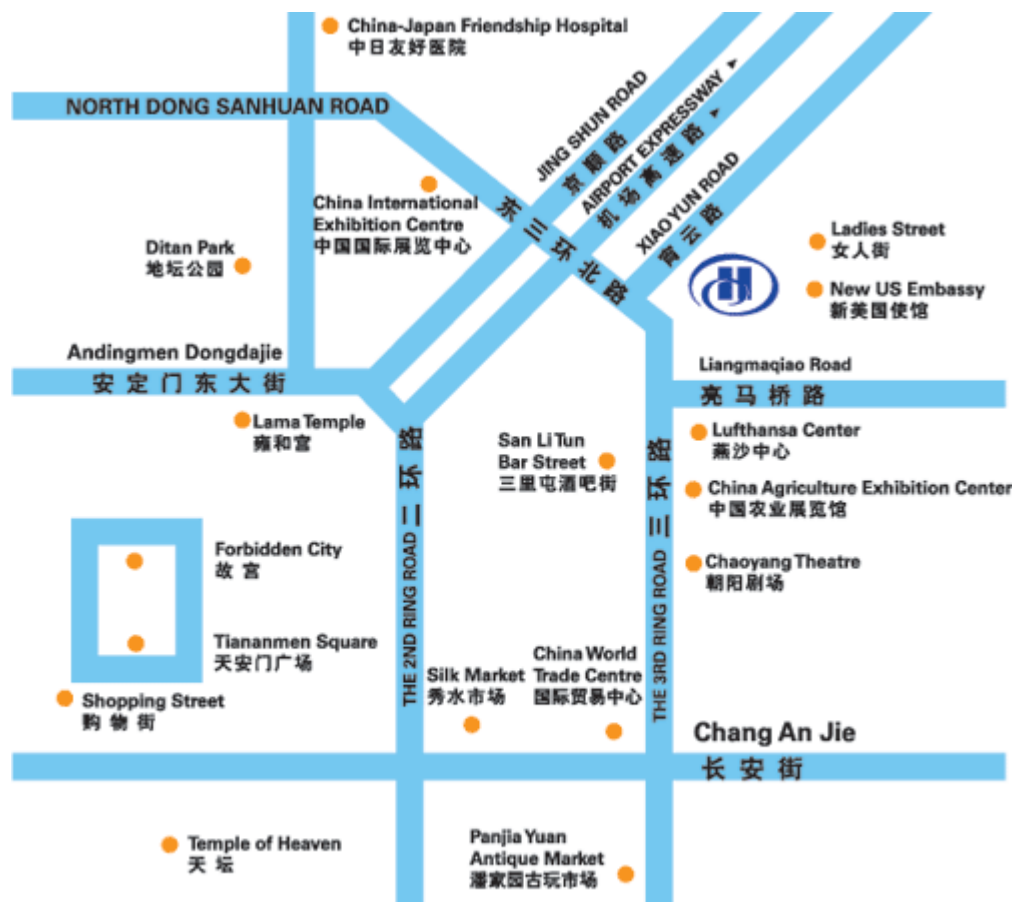 China-Japan Friendship Hospital
中日友好医院
NORTH DONG SANHUAN ROAD
JING SHUN ROAD
京顺路
AIRPORT EXPRESSWAY
机场高速路
XIAO YUN ROAD
霄云路
东三环北路
China International
Exhibition Centre
中国国际展览中心
Ditan Park
地坛公园
Ladies Street
女人街
New US Embassy
新美国使馆
H
Andingmen Dongdajie
安定门东大街
Liangmaqiao Road
亮马桥路
Lama Temple
雍和宫
San Li Tun
Bar Street
三里屯酒吧街
Lufthansa Center
燕沙中心
China Agriculture Exhibition Center
中国农业展览馆
Chaoyang Theatre
朝阳剧场
THE 2ND RING ROAD 二环路
THE 3RD RING ROAD 三环路
Forbidden City
故宫
Tiananmen Square
天安门广场
Shopping Street
购物街
Silk Market
秀水市场
China World
Trade Centre
国际贸易中心
Chang An Jie
长安街
Temple of Heaven
天坛
Panjia Yuan
Antique Market
潘家园古玩市场